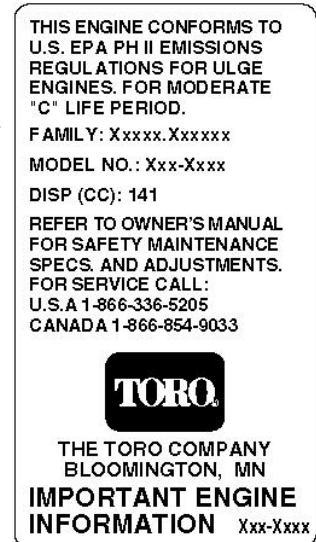 THIS ENGINE CONFORMS TO
U.S. EPA PH II EMISSIONS
REGULATIONS FOR ULGE
ENGINES. FOR MODERATE
"C" LIFE PERIOD.
FAMILY: Xxxxx.Xxxxxx
MODEL NO.: Xxx-Xxxx
DISP (CC): 141
REFER TO OWNER'S MANUAL
FOR SAFETY MAINTENANCE
SPECS. AND ADJUSTMENTS.
FOR SERVICE CALL:
U.S.A 1-866-336-5205
CANADA 1-866-854-9033
TORO®
THE TORO COMPANY
BLOOMINGTON, MN
IMPORTANT ENGINE
INFORMATION Xxx-Xxxx